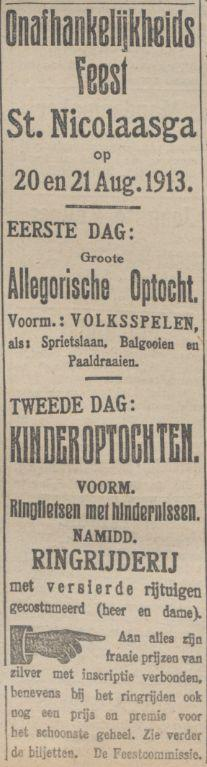 Onafhankelijkheids
Feest
St. Nicolaasga
op
20 en 21 Aug. 1913.
EERSTE DAG:
Groote
Allegorische Optocht.
Voorm.: VOLKSSPELEN,
als: Sprietslaan, Balgooien en
Paaldraaien.
TWEEDE DAG:
KINDEROPTOCHTEN.
VOORM.
Ringfietsen met hindernissen.
NAMIDD.
RINGRIJDERIJ
met versierde rijtuigen
gecostumeerd (heer en dame).
Aan alles zijn
fraaie prijzen van
zilver met inscriptie verbonden,
benevens bij het ringrijden ook
nog een prijs en premie voor
het schoonste geheel. Zie verder
de biljetten. De Feestcommissie.